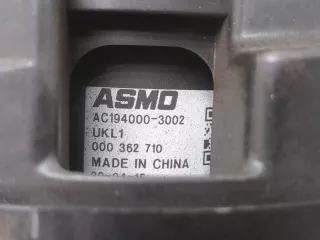 ASMO
AC194000-3002
UKL1
000 362 710
MADE IN CHINA